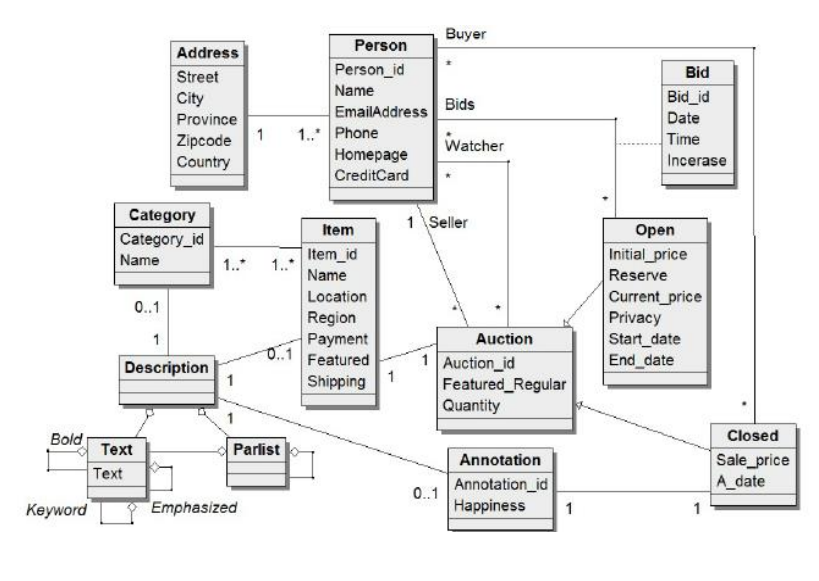 Address
Street
City
Province
Zipcode
Country
1
1..*
Person
Person_id
Name
EmailAddress
Phone
Homepage
CreditCard
Buyer
*
Bids
*
Watcher
*
1
Seller
*
*
*
*
Bid
Bid_id
Date
Time
Incerase
Category
Category_id
Name
1..*
1..*
0..1
1
Item
Item_id
Name
Location
Region
Payment
Featured
Shipping
0..1
1
1
1
Open
Initial_price
Reserve
Current_price
Privacy
Start_date
End_date
Auction
Auction_id
Featured_Regular
Quantity
Description
1
Bold
Text
Text
Keyword
Emphasized
Parlist
Annotation
Annotation_id
Happiness
0..1
1
1
Closed
Sale_price
A_date